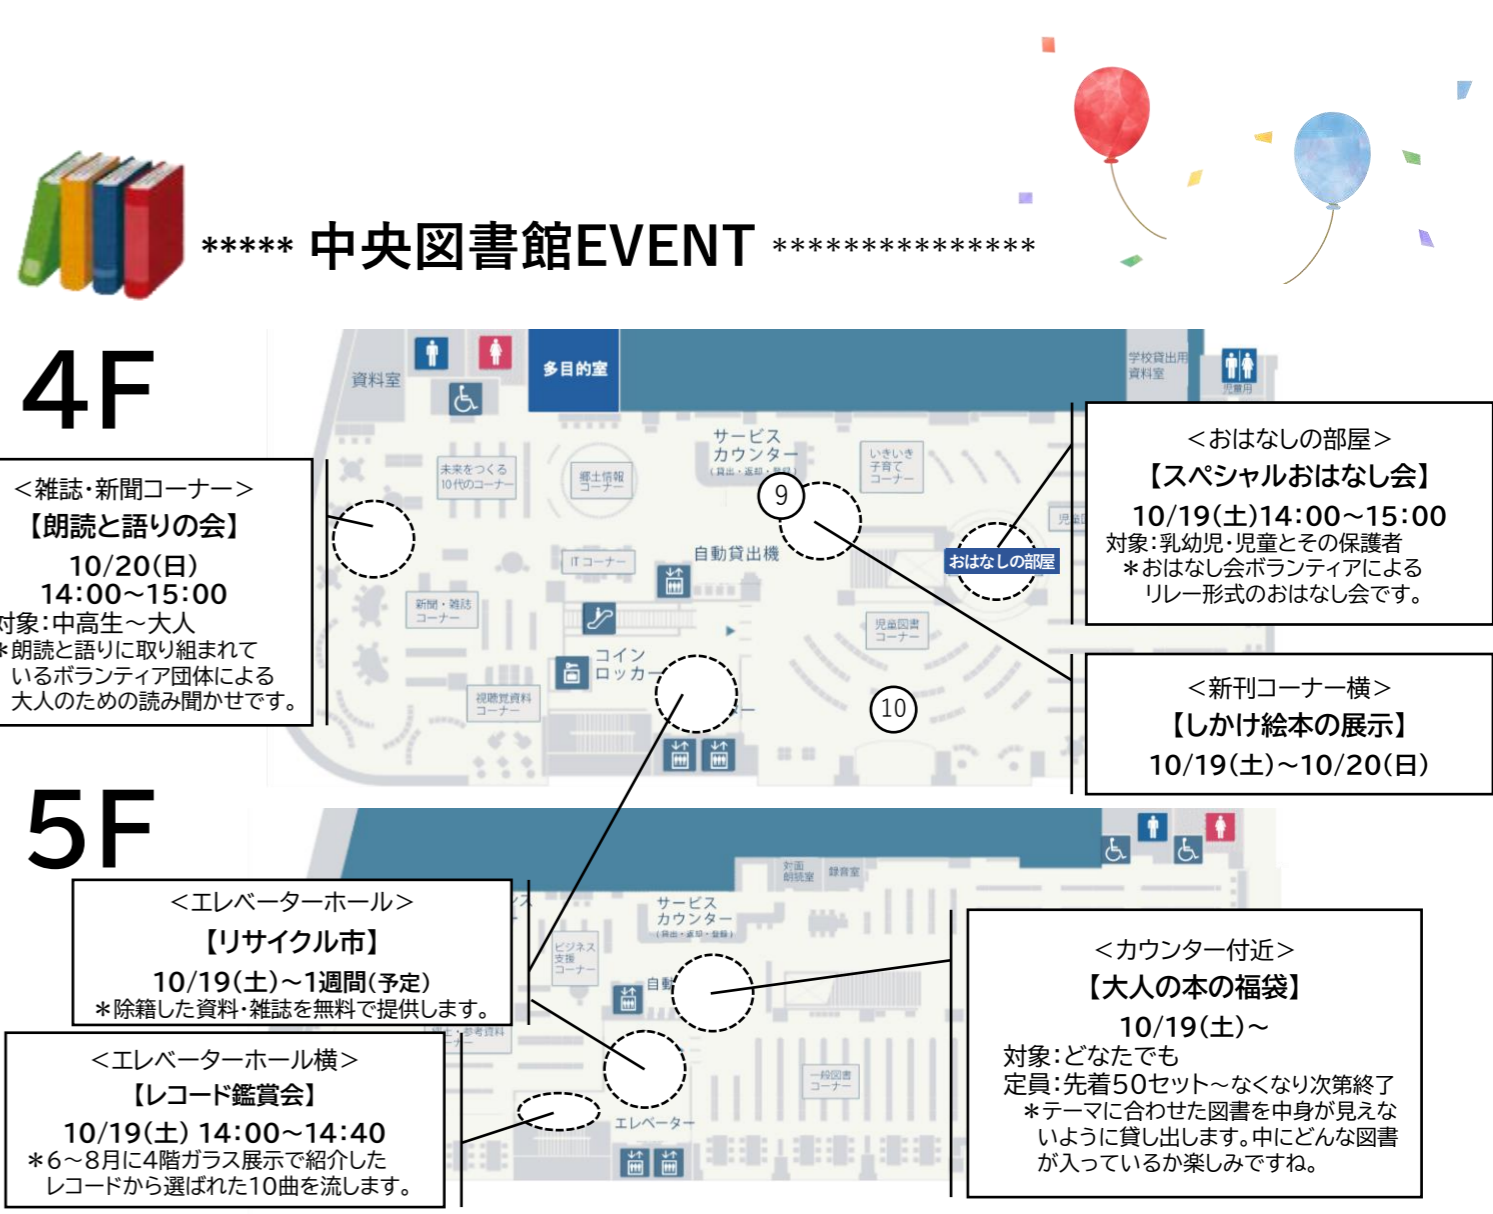 ***** 中央図書館EVENT ***************
4F
資料室
多目的室
学校貸出用
資料室
児童用
サービス
カウンター
(貸出・返却・登録)
未来をつくる
10代のコーナー
郷土情報
コーナー
いきいき
子育て
コーナー
9
自動貸出機
ITコーナー
おはなしの部屋
新聞・雑誌
コーナー
児童図書
コーナー
コイン
ロッカー
視聴覚資料
コーナー
10
<雑誌・新聞コーナー>
【朗読と語りの会】
10/20(日)
14:00～15:00
対象:中高生～大人
*朗読と語りに取り組まれて
いるボランティア団体による
大人のための読み聞かせです。
<おはなしの部屋>
【スペシャルおはなし会】
10/19(土)14:00～15:00
対象:乳幼児・児童とその保護者
*おはなし会ボランティアによる
リレー形式のおはなし会です。
<新刊コーナー横>
【しかけ絵本の展示】
10/19(土)～10/20(日)
5F
対面
朗読室
録音室
サービス
カウンター
(貸出・返却・登録)
ビジネス
支援
コーナー
自動
参考資料
一般図書
コーナー
エレベーター
<エレベーターホール>
【リサイクル市】
10/19(土)～1週間(予定)
*除籍した資料・雑誌を無料で提供します。
<エレベーターホール横>
【レコード鑑賞会】
10/19(土) 14:00～14:40
*6～8月に4階ガラス展示で紹介した
レコードから選ばれた10曲を流します。
<カウンター付近>
【大人の本の福袋】
10/19(土)～
対象:どなたでも
定員:先着50セット～なくなり次第終了
*テーマに合わせた図書を中身が見えな
いように貸し出します。中にどんな図書
が入っているか楽しみですね。